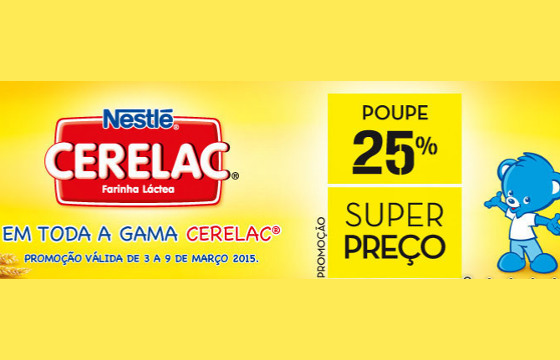 Nestlé®
CERELAC®
Farinha Láctea
EM TODA A GAMA CERELAC®
PROMOÇÃO VÁLIDA DE 3 A 9 DE MARÇO 2015.
PROMOÇÃO
POUPE
25%
SUPER
PREÇO